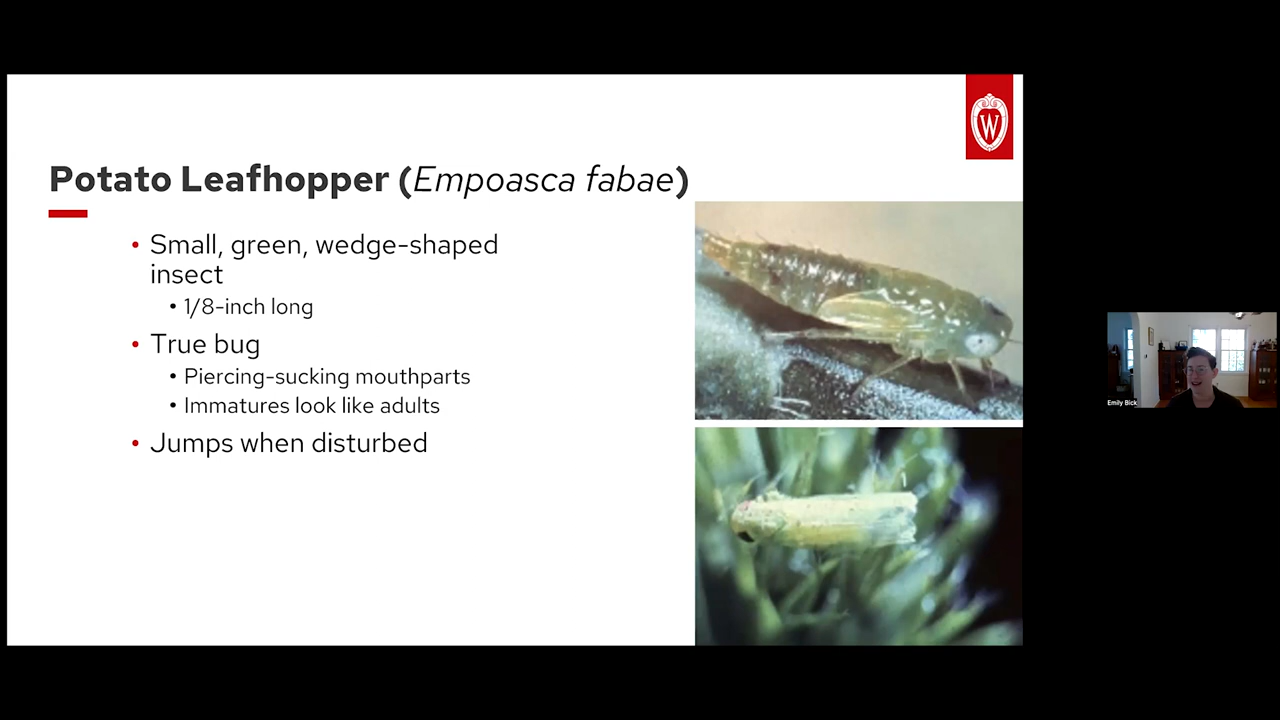 W
Potato Leafhopper (Empoasca fabae)
• Small, green, wedge-shaped
insect
• 1/8-inch long
• True bug
• Piercing-sucking mouthparts
• Immatures look like adults
• Jumps when disturbed
Emily Bick